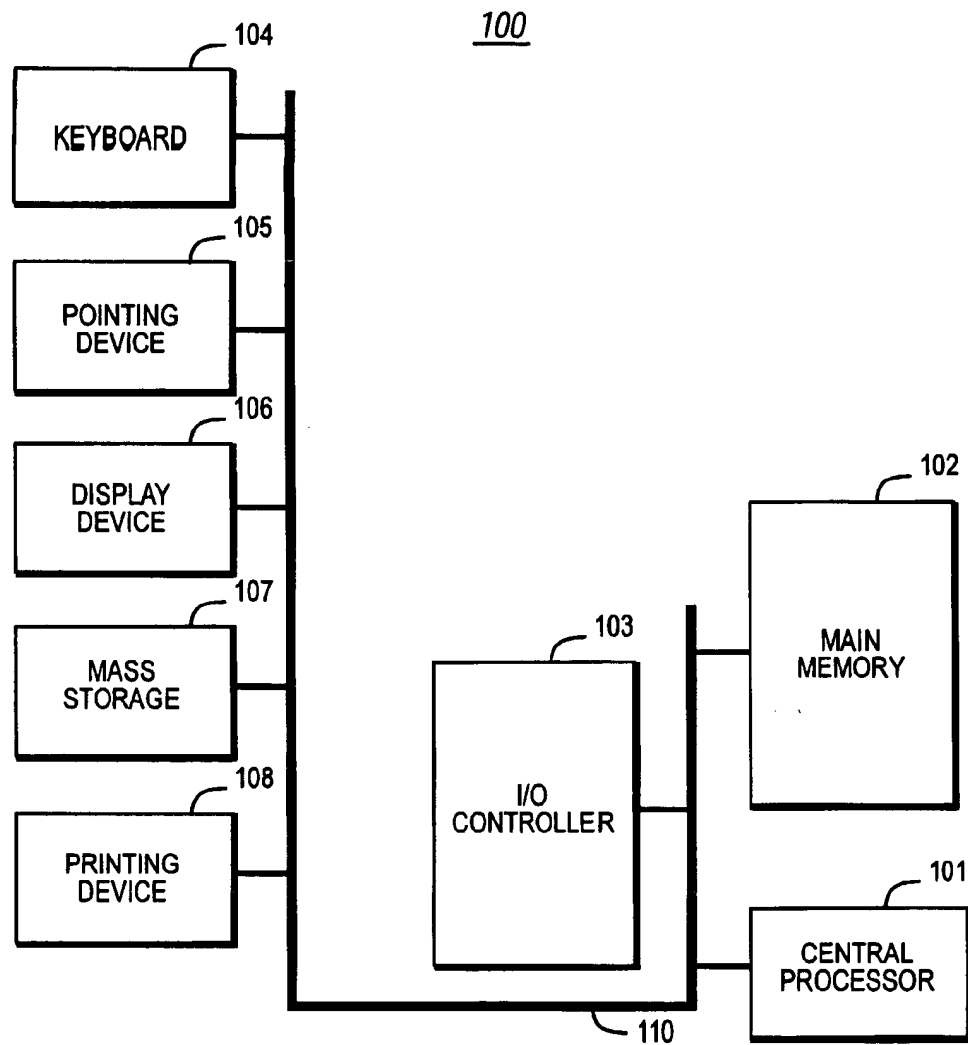 100
104
KEYBOARD
105
POINTING
DEVICE
106
DISPLAY
DEVICE
107
MASS
STORAGE
108
PRINTING
DEVICE
103
I/O
CONTROLLER
102
MAIN
MEMORY
101
CENTRAL
PROCESSOR
110